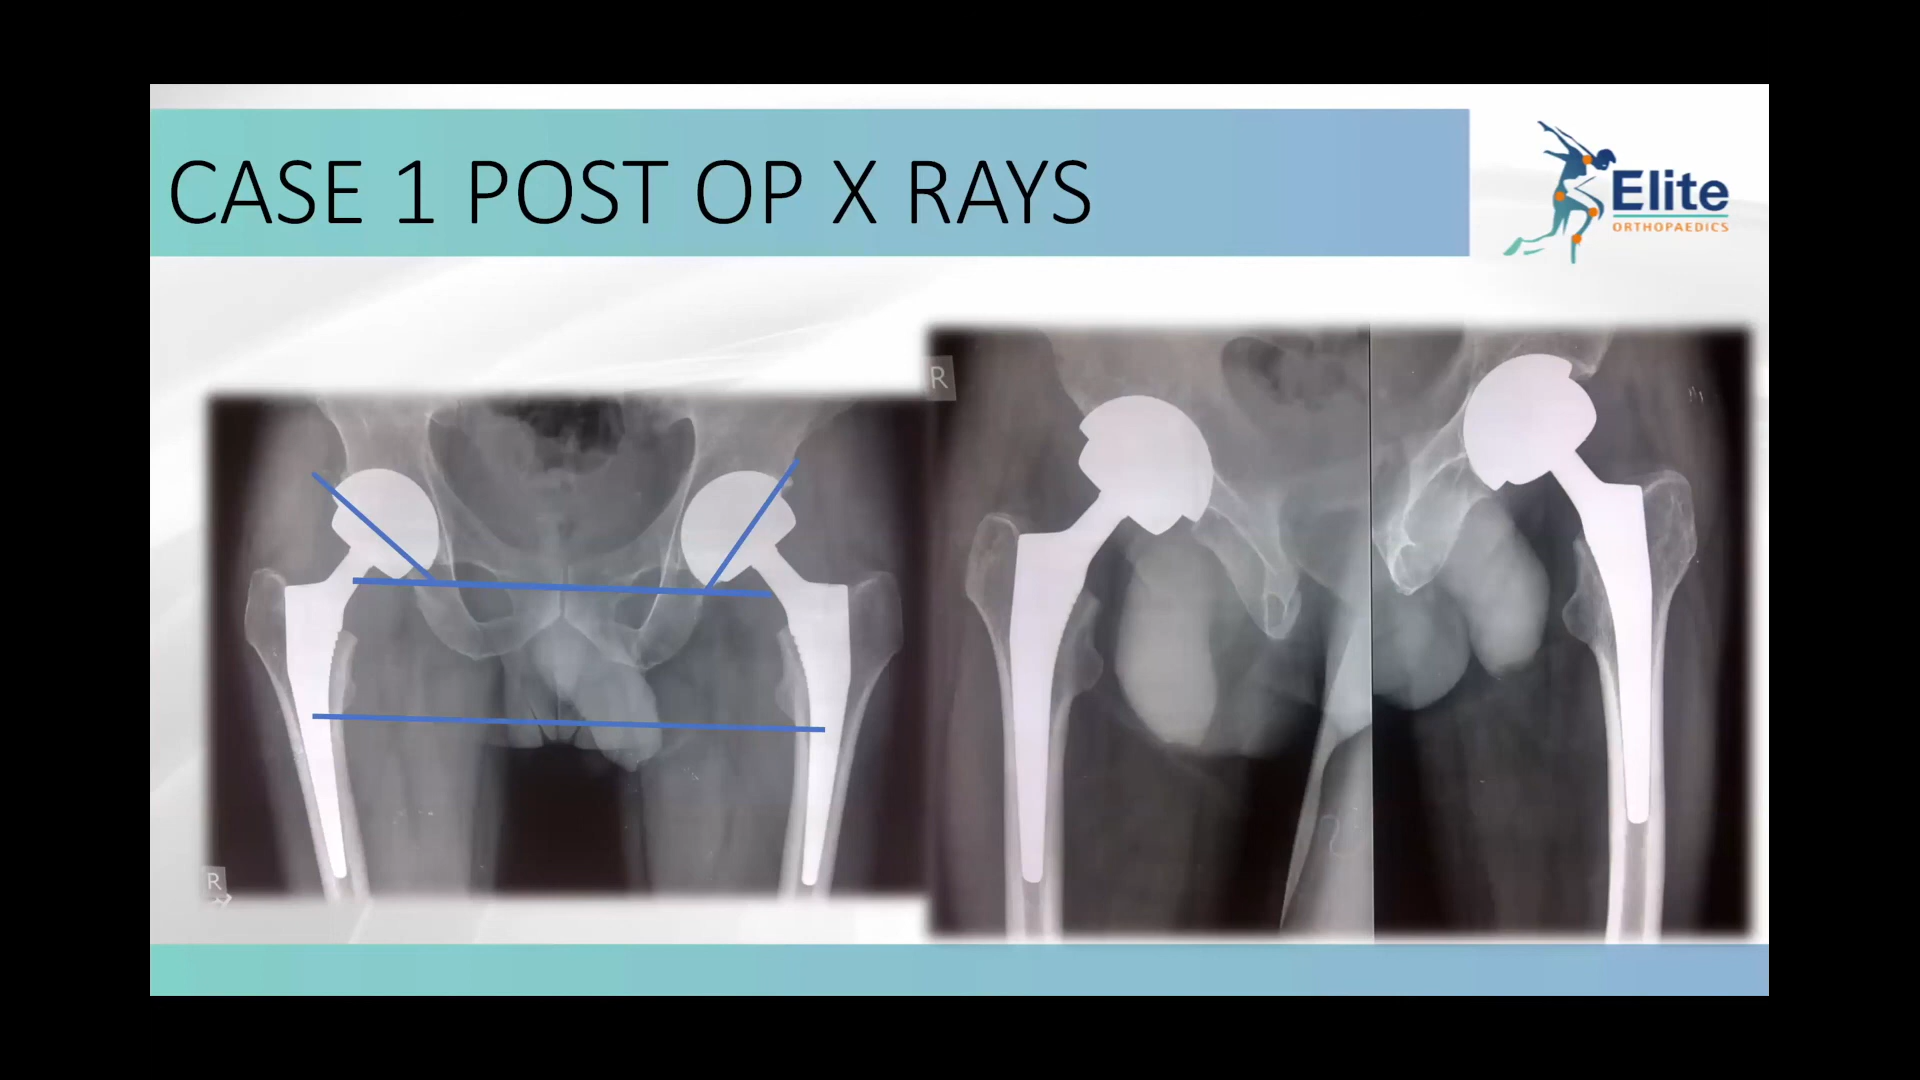 CASE 1 POST OP X RAYS
Elite
ORTHOPAEDICS
R
R